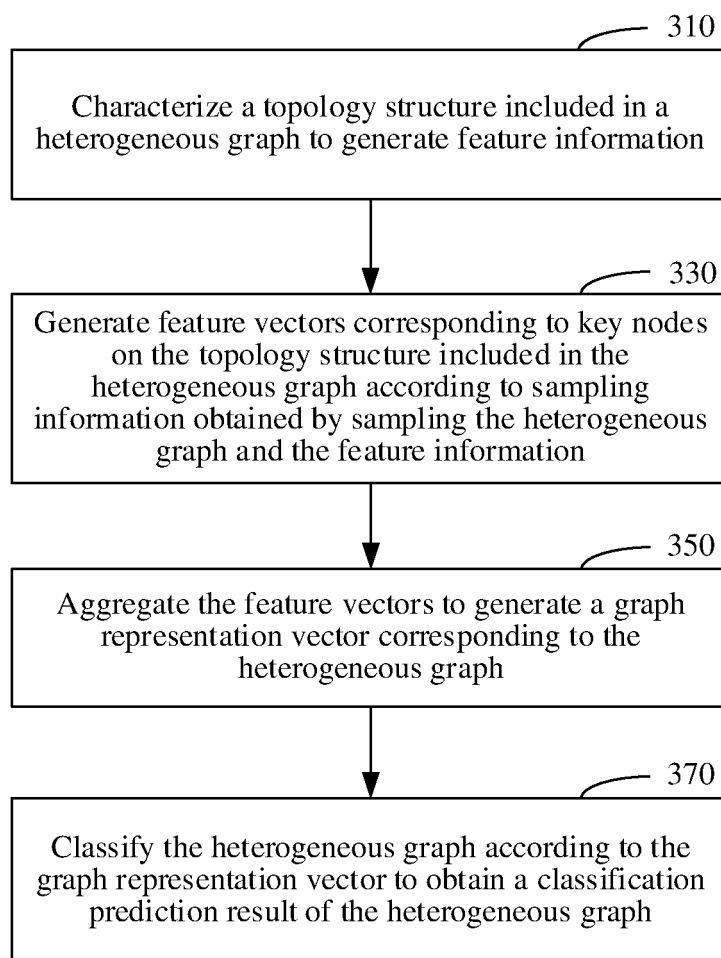 310
Characterize a topology structure included in a
heterogeneous graph to generate feature information
330
Generate feature vectors corresponding to key nodes
on the topology structure included in the
heterogeneous graph according to sampling
information obtained by sampling the heterogeneous
graph and the feature information
350
Aggregate the feature vectors to generate a graph
representation vector corresponding to the
heterogeneous graph
370
Classify the heterogeneous graph according to the
graph representation vector to obtain a classification
prediction result of the heterogeneous graph